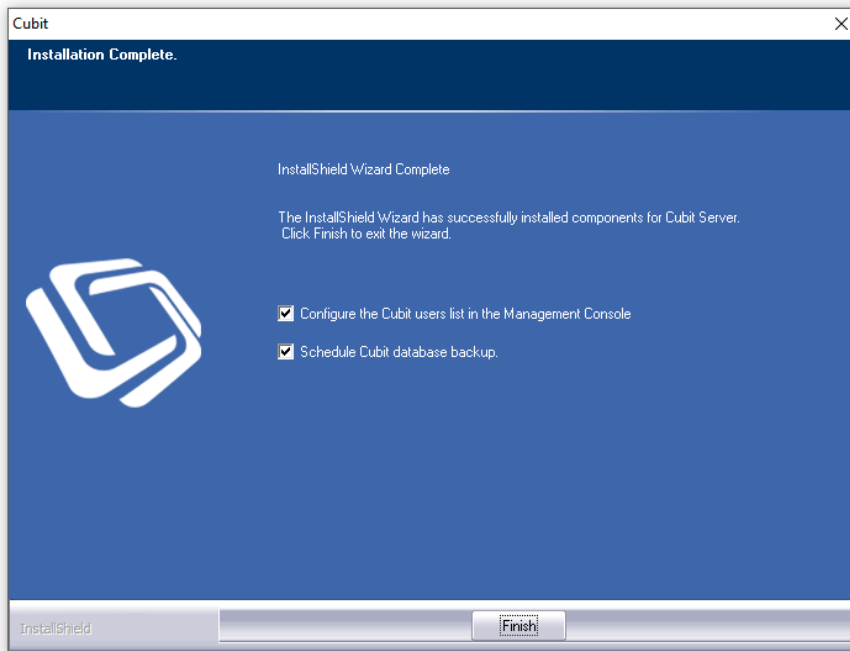 Cubit
Installation Complete.
InstallShield Wizard Complete
The InstallShield Wizard has successfully installed components for Cubit Server.
Click Finish to exit the wizard.
Configure the Cubit users list in the Management Console
Schedule Cubit database backup.
InstallShield
Finish